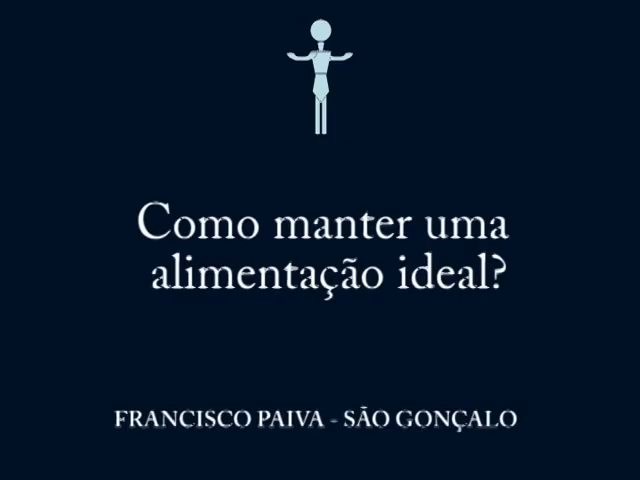 Como manter uma
alimentação ideal?
FRANCISCO PAIVA - SÃO GONÇALO